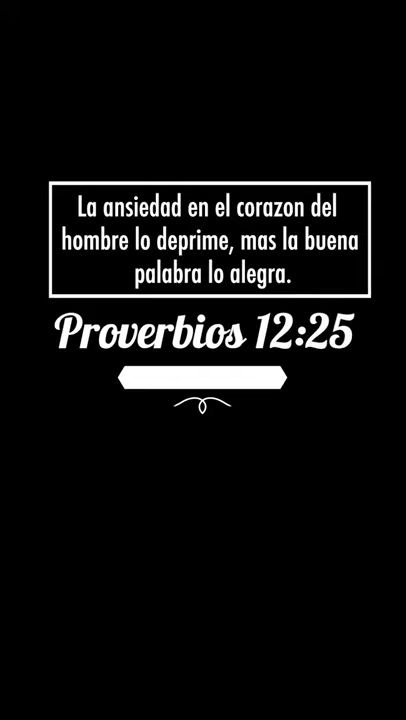 La ansiedad en el corazon del
hombre lo deprime, mas la buena
palabra lo alegra.
Proverbios 12:25